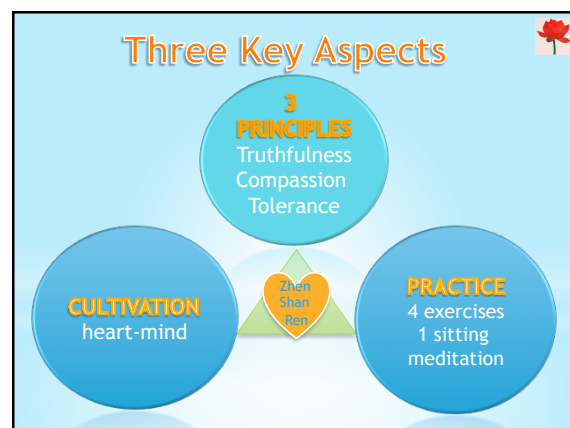 Three Key Aspects
3
PRINCIPLES
Truthfulness
Compassion
Tolerance
Zhen
Shan
Ren
CULTIVATION
heart-mind
PRACTICE
4 exercises
1 sitting
meditation